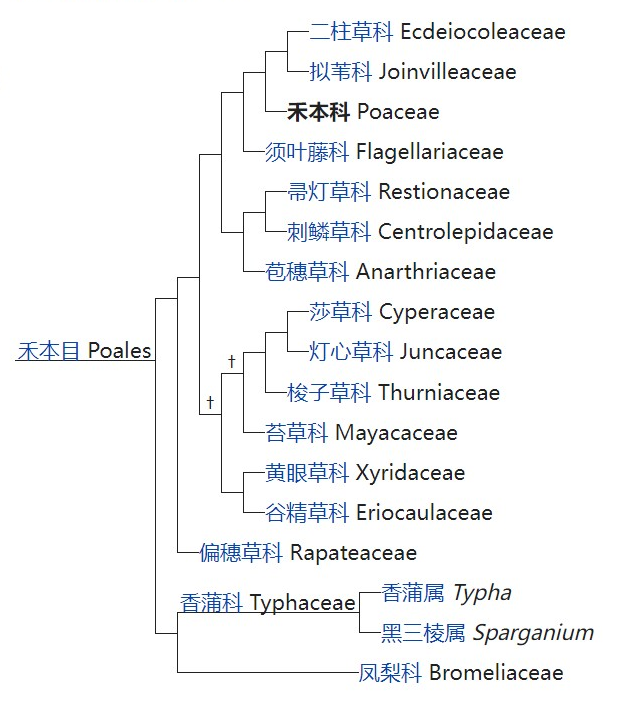 二柱草科 Ecdeiocoleaceae
拟苇科 Joinvilleaceae
禾本科 Poaceae
须叶藤科 Flagellariaceae
帚灯草科 Restionaceae
刺鳞草科 Centrolepidaceae
苞穗草科 Anarthriaceae
莎草科 Cyperaceae
禾本目 Poales
灯心草科 Juncaceae
†
梭子草科 Thurniaceae
†
苔草科 Mayacaceae
黄眼草科 Xyridaceae
谷精草科 Eriocaulaceae
偏穗草科 Rapateaceae
香蒲科 Typhaceae
香蒲属 Typha
黑三棱属 Sparganium
凤梨科 Bromeliaceae